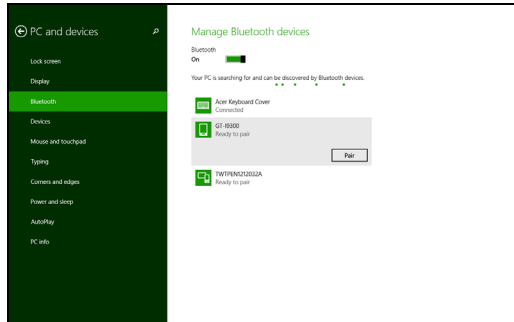 PC and devices
Lock screen
Display
Bluetooth
Devices
Mouse and touchpad
Typing
Corners and edges
Power and sleep
AutoPlay
PC info
Manage Bluetooth devices
Bluetooth
On
Your PC is searching for and can be discovered by Bluetooth devices.
Acer Keyboard Cover
Connected
GT-I9300
Ready to pair
Pair
TWTPEN1212032A
Ready to pair